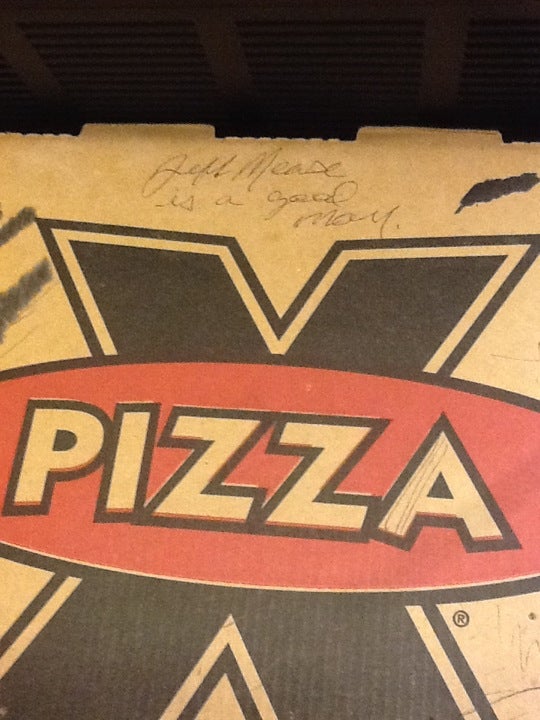 Jeff Mease
is a good
man.
PIZZA
X
®